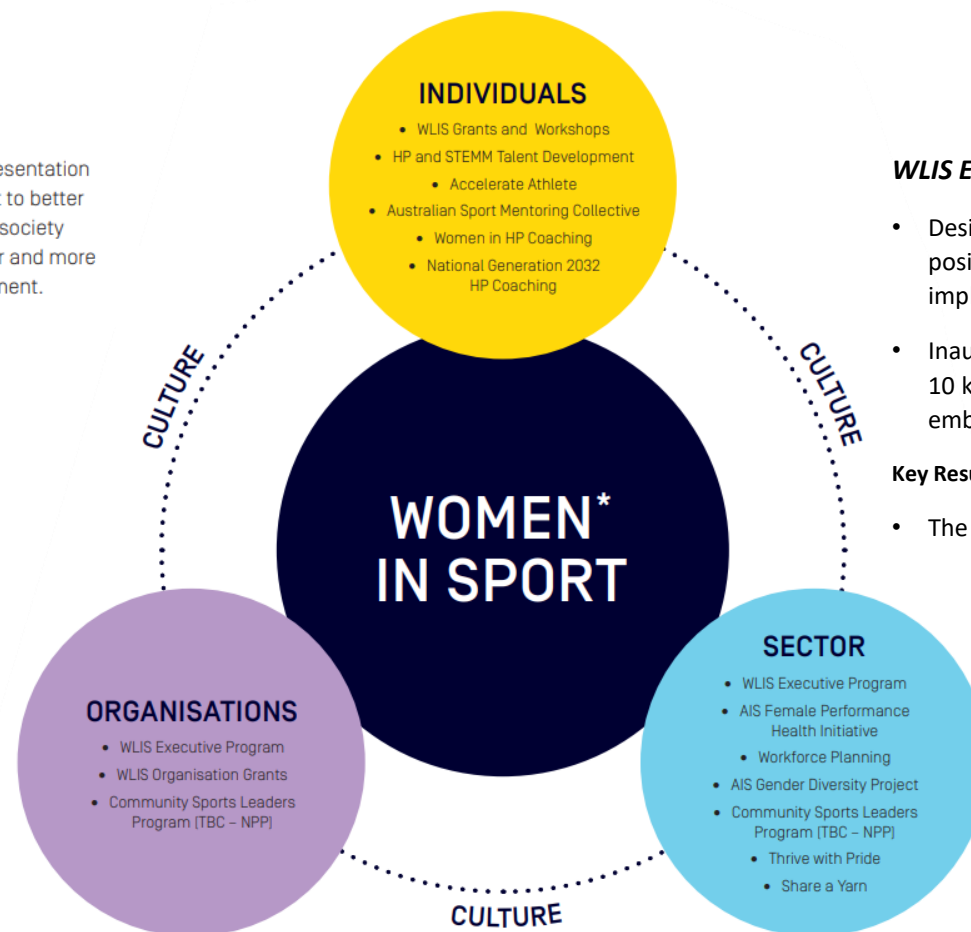 INDIVIDUALS
• WLIS Grants and Workshops
• HP and STEMM Talent Development
• Accelerate Athlete
• Australian Sport Mentoring Collective
• Women in HP Coaching
• National Generation 2032
HP Coaching
to better
society
and more
CULTURE
CULTURE
WOMEN*
IN SPORT
ORGANISATIONS
• WLIS Executive Program
• WLIS Organisation Grants
• Community Sports Leaders
Program (TBC – NPP)
SECTOR
• WLIS Executive Program
• AIS Female Performance
Health Initiative
• Workforce Planning
• AIS Gender Diversity Project
• Community Sports Leaders
Program (TBC – NPP)
• Thrive with Pride
• Share a Yarn
CULTURE
WLIS E
• Desi
posi
imp
• Inau
10 k
emb
Key Resu
• The